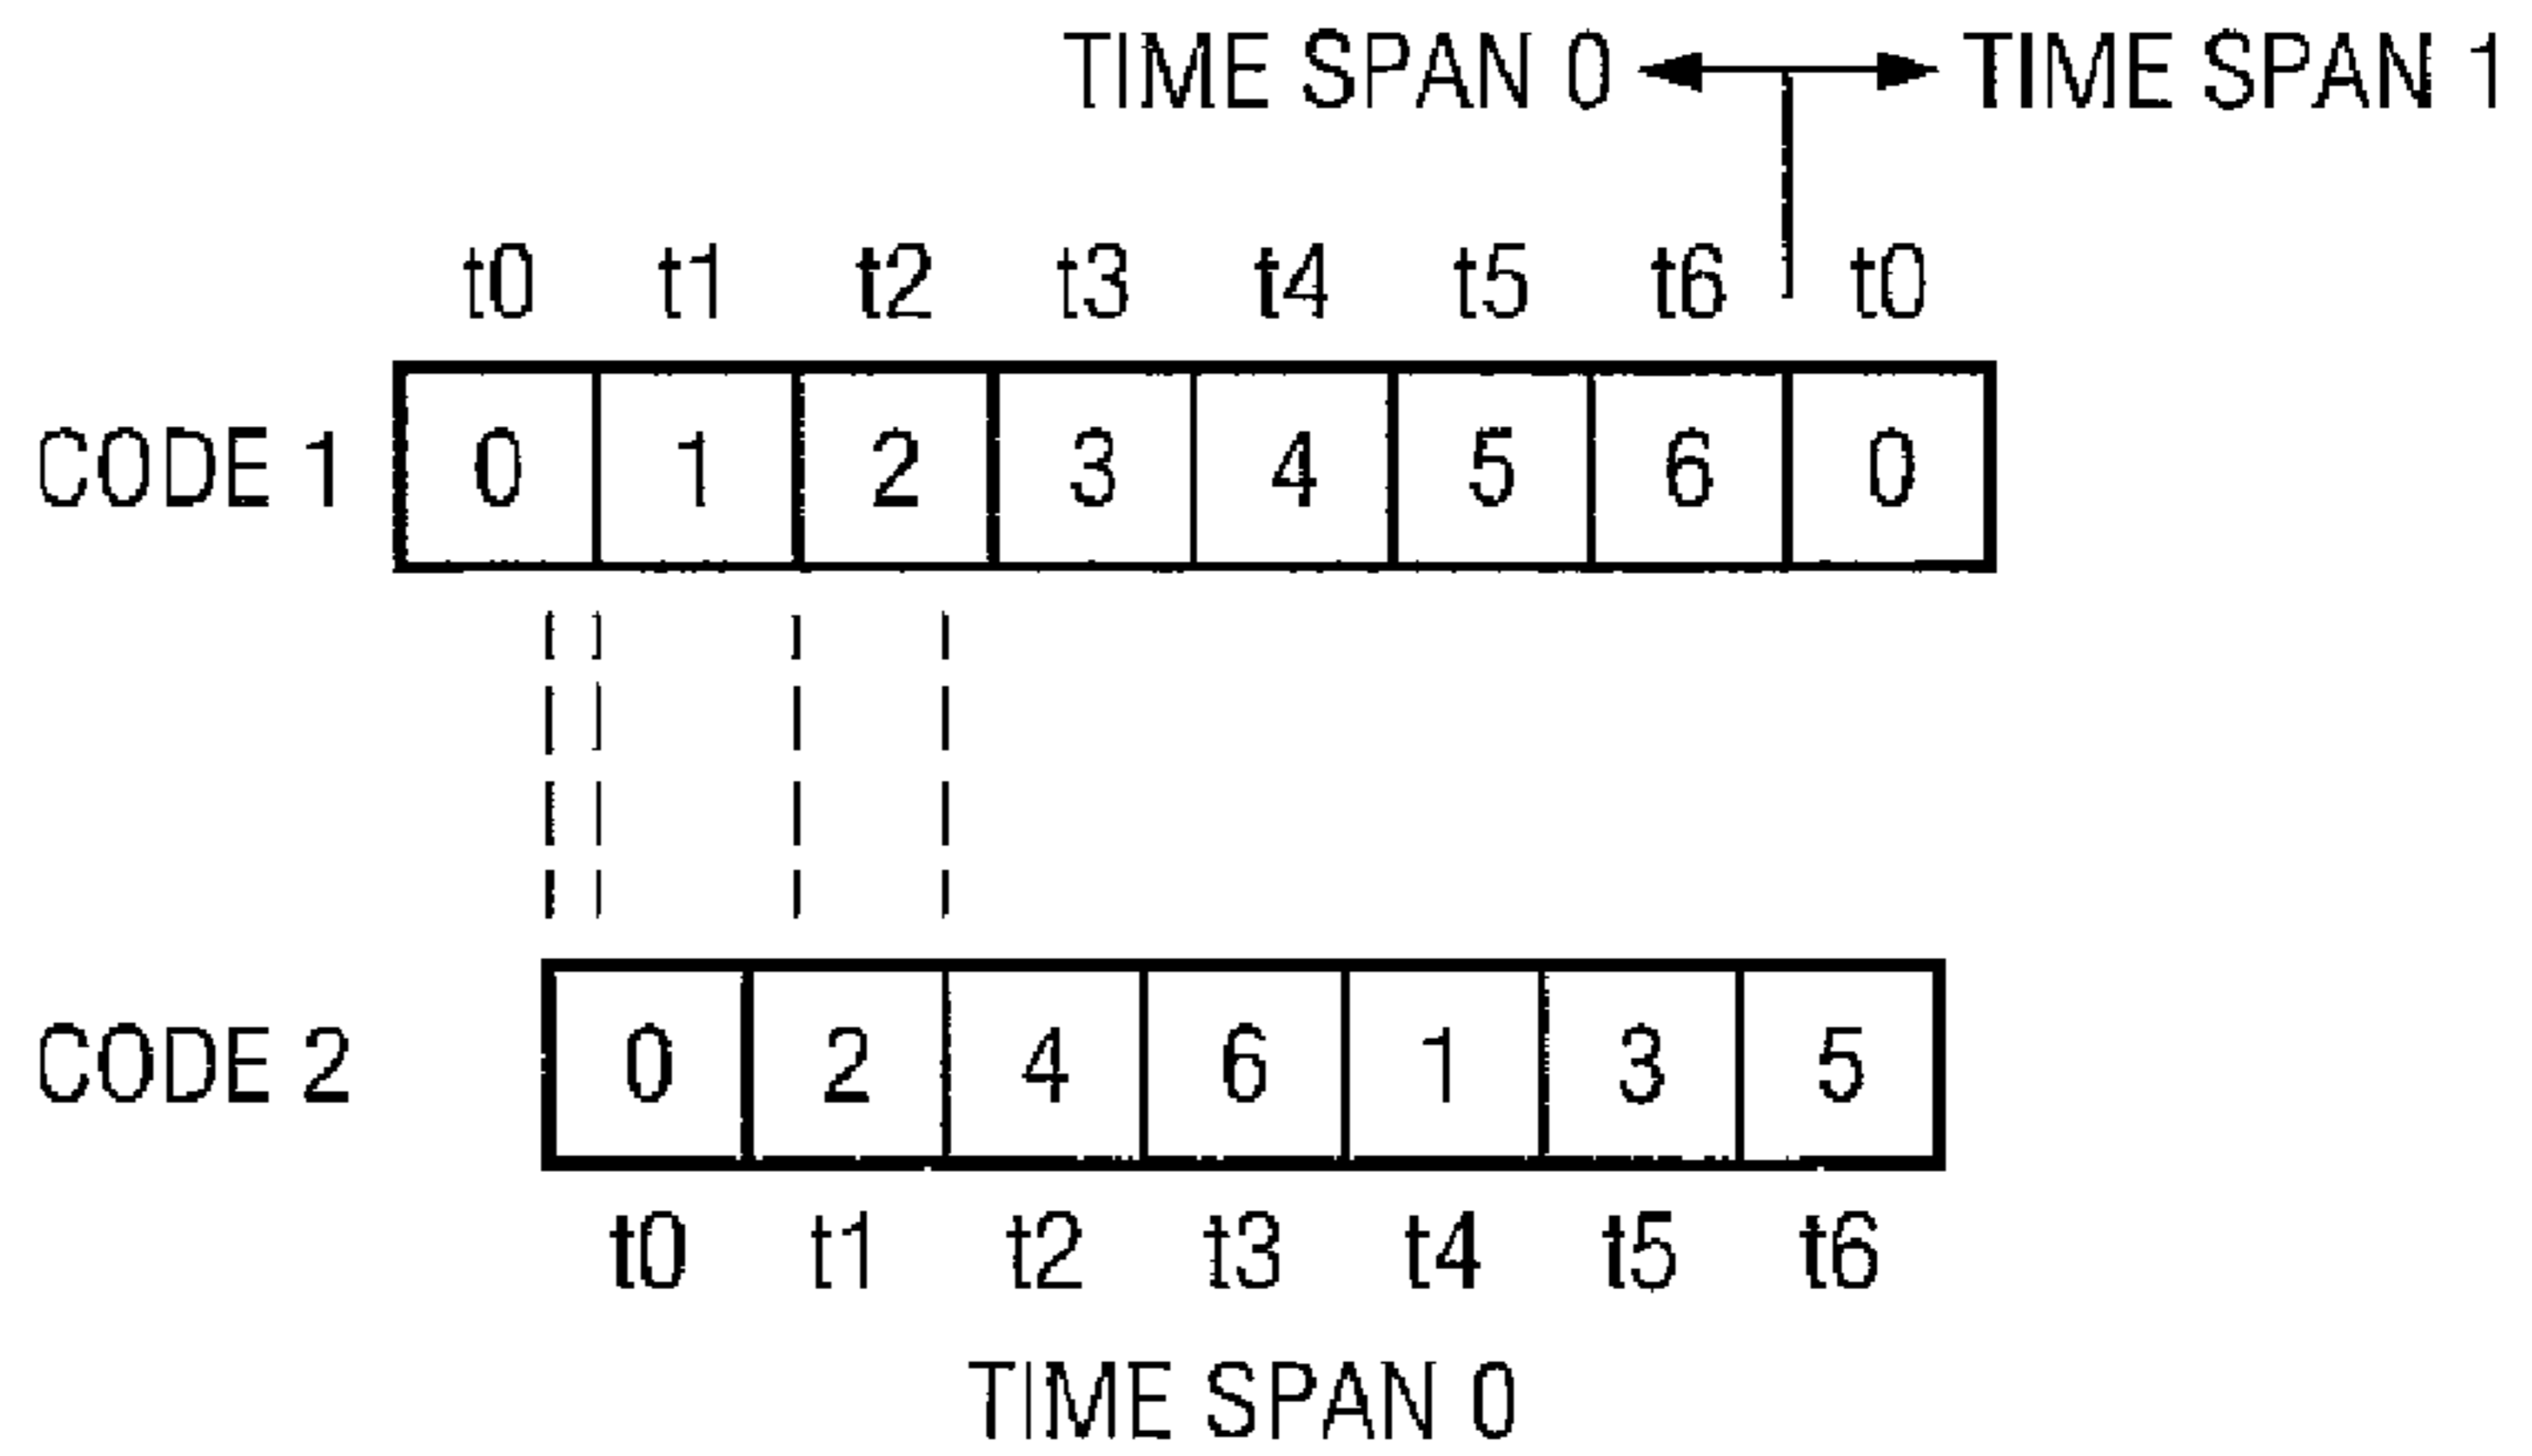 TIME SPAN 0 TIME SPAN 1
t0 t1 t2 t3 t4 t5 t6 t0
CODE 1 0 1 2 3 4 5 6 0
CODE 2 0 2 4 6 1 3 5
t0 t1 t2 t3 t4 t5 t6
TIME SPAN 0